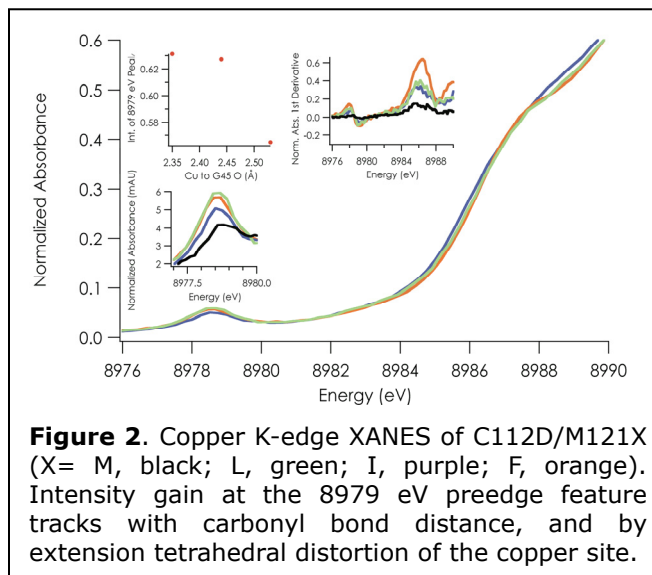 0.6
0.5
0.4
0.3
0.2
0.1
0.0
Normalized Absorbance
8976 8978 8980 8982 8984 8986 8988 8990
Energy (eV)
Int. of 8979 eV Peak
0.62
0.60
0.58
2.35 2.40 2.45 2.50
Cu to G45 O (Å)
Norm. Abs. 1st Derivative
0.6
0.4
0.2
0.0
-0.2
8976 8980 8984 8988
Energy (eV)
Normalized Absorbance (mAU)
6
5
4
3
2
8977.5 8980.0
Energy (eV)
Figure 2. Copper K-edge XANES of C112D/M121X
(X= M, black; L, green; I, purple; F, orange).
Intensity gain at the 8979 eV preedge feature
tracks with carbonyl bond distance, and by
extension tetrahedral distortion of the copper site.